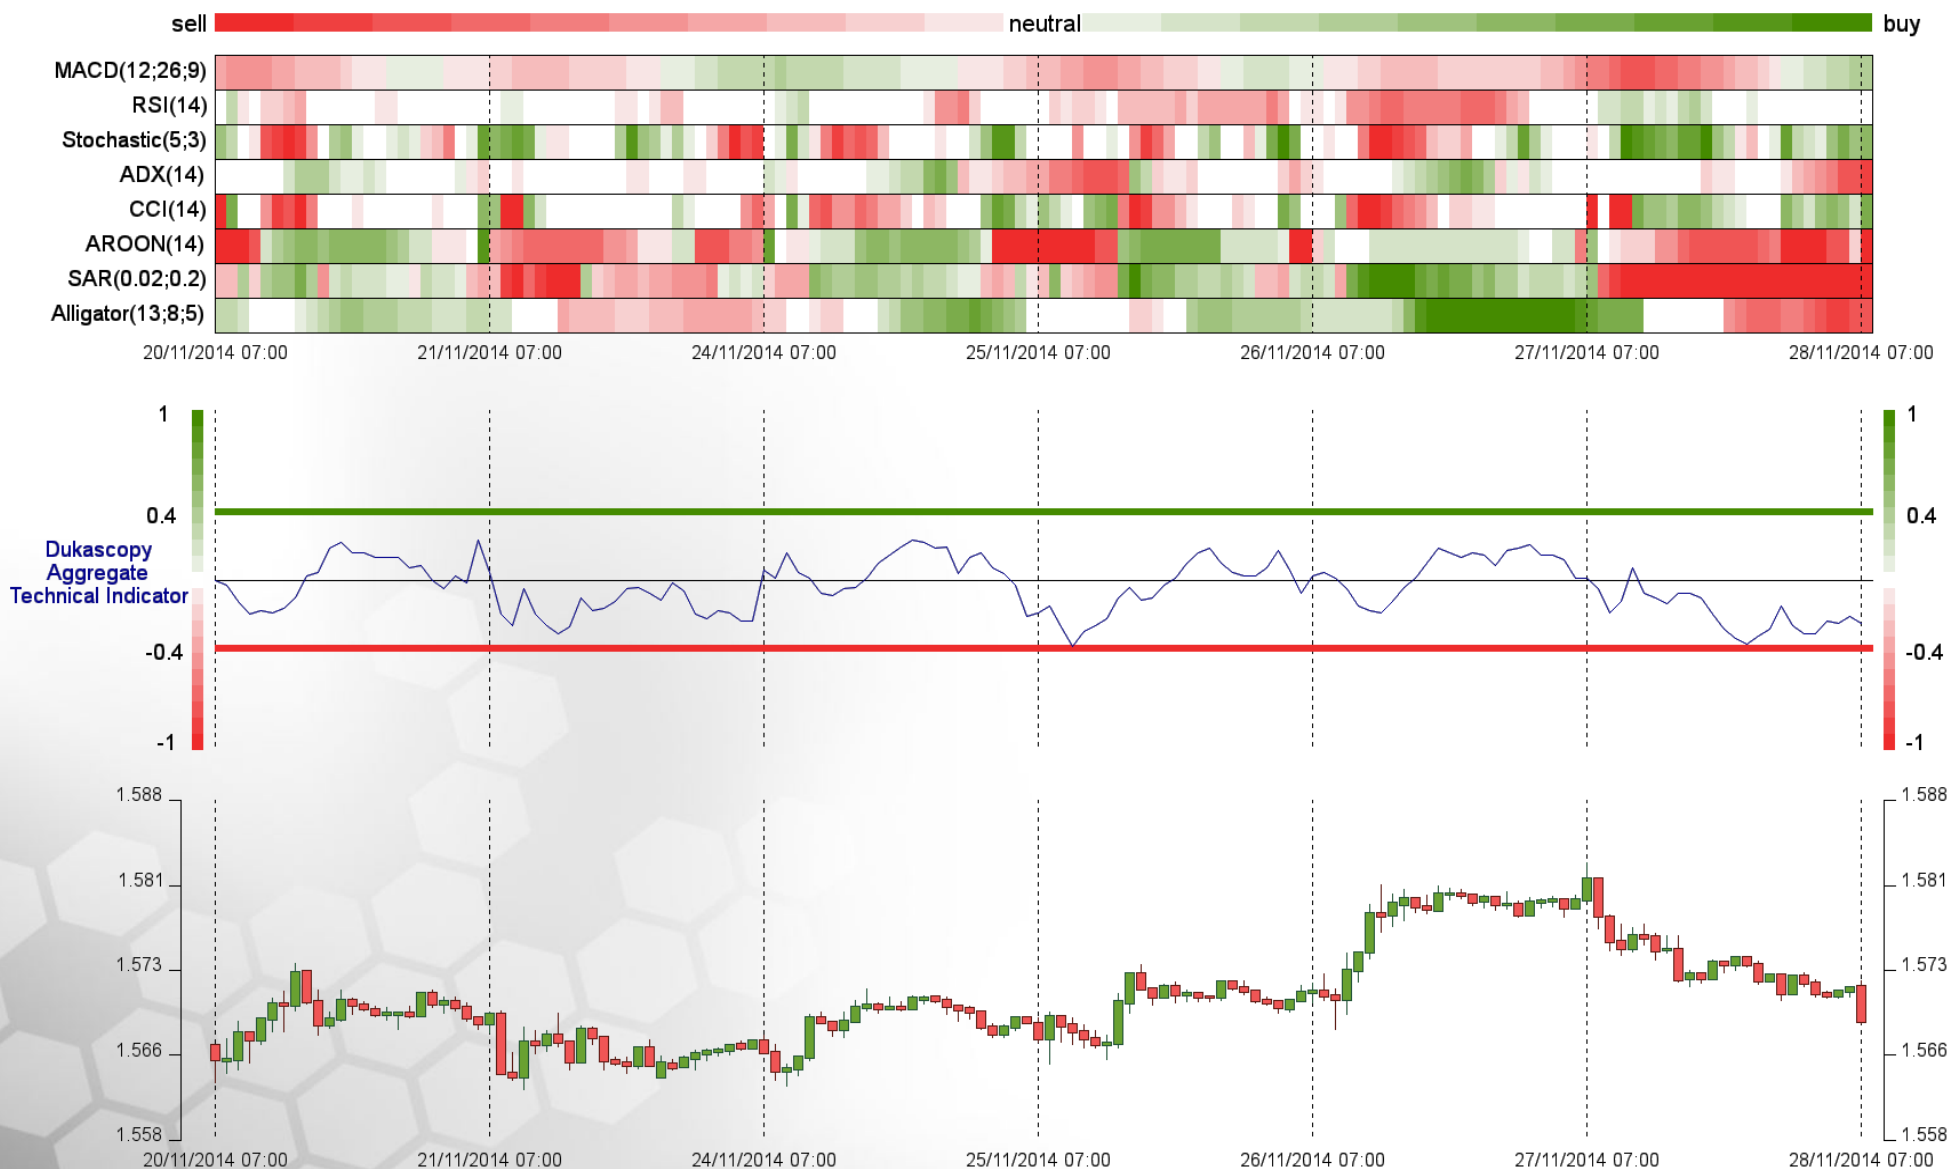 sell neutral buy
MACD(12;26;9)
RSI(14)
Stochastic(5;3)
ADX(14)
CCI(14)
AROON(14)
SAR(0.02;0.2)
Alligator(13;8;5)
20/11/2014 07:00 21/11/2014 07:00 24/11/2014 07:00 25/11/2014 07:00 26/11/2014 07:00 27/11/2014 07:00 28/11/2014 07:00
1 1
0.4 0.4
Dukascopy
Aggregate
Technical Indicator
-0.4 -0.4
-1 -1
1.588 1.588
1.581 1.581
1.573 1.573
1.566 1.566
1.558 1.558
20/11/2014 07:00 21/11/2014 07:00 24/11/2014 07:00 25/11/2014 07:00 26/11/2014 07:00 27/11/2014 07:00 28/11/2014 07:00